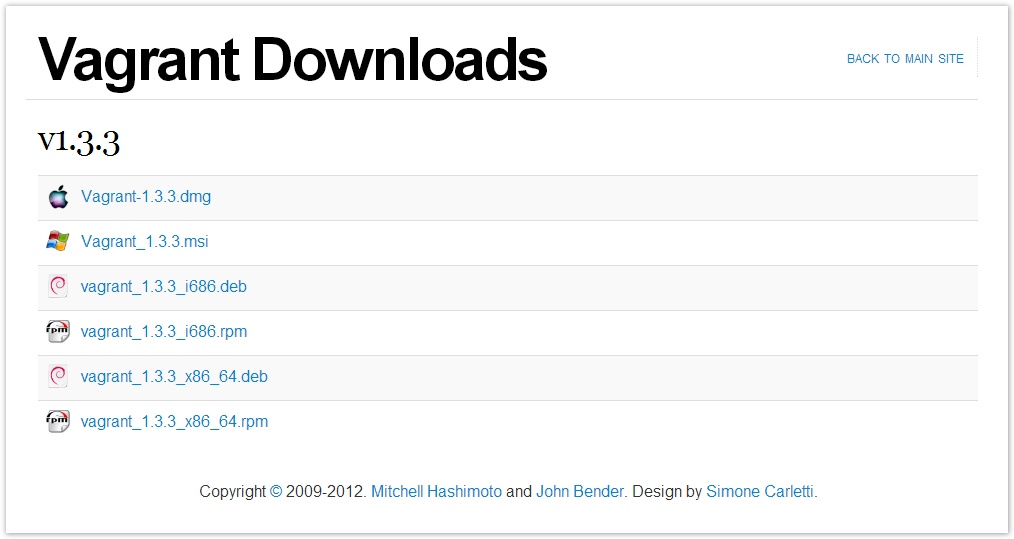 Vagrant Downloads
BACK TO MAIN SITE
v1.3.3
Vagrant-1.3.3.dmg
Vagrant_1.3.3.msi
vagrant_1.3.3_i686.deb
rpm vagrant_1.3.3_i686.rpm
vagrant_1.3.3_x86_64.deb
rpm vagrant_1.3.3_x86_64.rpm
Copyright © 2009-2012. Mitchell Hashimoto and John Bender. Design by Simone Carletti.